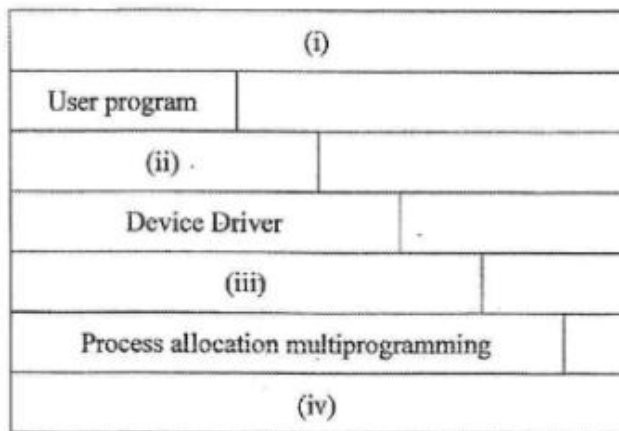 (i)
User program
(ii)
Device Driver
(iii)
Process allocation multiprogramming
(iv)